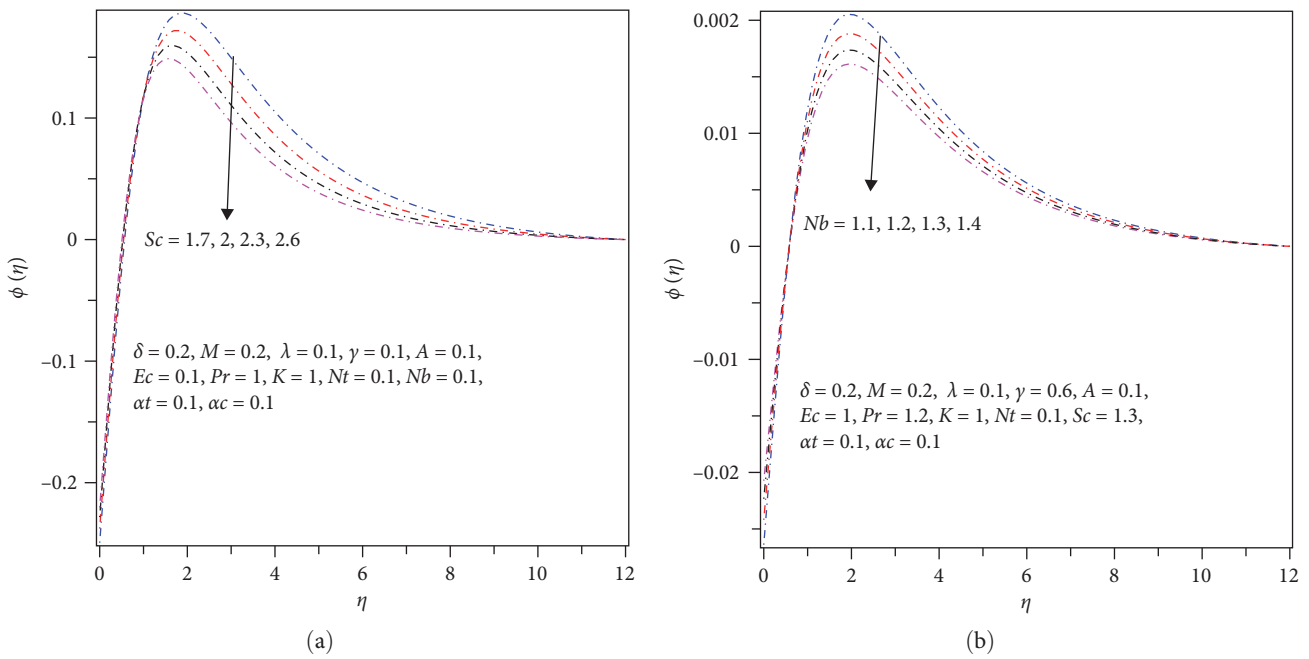 0.1
0
–0.1
–0.2
ϕ (η)
Sc = 1.7, 2, 2.3, 2.6
δ = 0.2, M = 0.2, λ = 0.1, γ = 0.1, A = 0.1,
Ec = 0.1, Pr = 1, K = 1, Nt = 0.1, Nb = 0.1,
αt = 0.1, αc = 0.1
0 2 4 6 8 10 12
η
(a)
0.002
0.001
0
–0.01
–0.02
ϕ (η)
Nb = 1.1, 1.2, 1.3, 1.4
δ = 0.2, M = 0.2, λ = 0.1, γ = 0.6, A = 0.1,
Ec = 1, Pr = 1.2, K = 1, Nt = 0.1, Sc = 1.3,
αt = 0.1, αc = 0.1
0 2 4 6 8 10 12
η
(b)